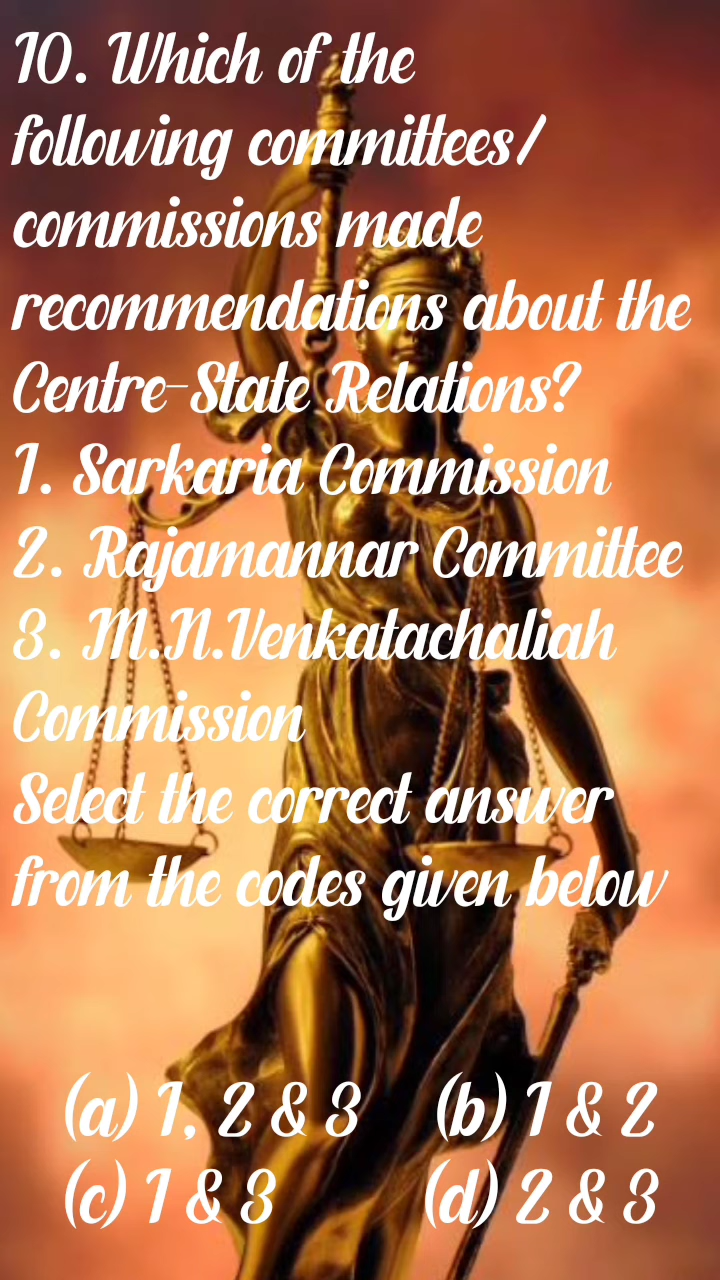 10. Which of the
following committees/
commissions made
recommendations about the
Centre-State Relations?
1. Sarkaria Commission
2. Rajamannar Committee
3. M.N.Venkatachaliah
Commission
Select the correct answer
from the codes given below
(a) 1, 2 & 3 (b) 1 & 2
(c) 1 & 3 (d) 2 & 3